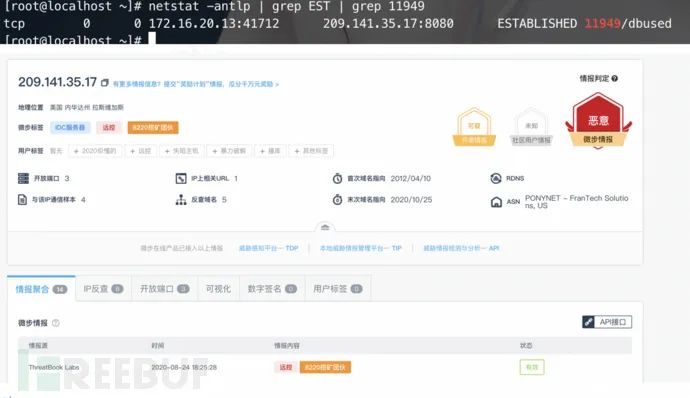 [root@localhost ~]# netstat -antlp | grep EST | grep 11949
tcp 0 0 172.16.20.13:41712 209.141.35.17:8080 ESTABLISHED 11949/dbused
[root@localhost ~]#
209.141.35.17 有更多情报信息？提交“奖励计划”情报，瓜分千万元奖励 > 情报判定
地理位置 美国 内华达州 拉斯维加斯
微步标签 IDC服务器 远控 8220挖矿团伙
用户标签 暂无 + 2020你懂的 + 远控 + 失陷主机 + 暴力破解 + 撞库 + 其他标签
可疑 未知 恶意
开源情报 社区用户情报 微步情报
开放端口 3 IP上相关URL 1 首次域名指向 2012/04/10 RDNS
与该IP通信样本 4 反查域名 5 末次域名指向 2020/10/25 ASN PONYNET - FranTech Solutions, US
微步在线产品已接入以上情报 威胁感知平台— TDP 本地威胁情报管理平台— TIP 威胁情报检测与分析— API
情报聚合 14 IP反查 8 开放端口 3 可视化 数字签名 0 用户标签 0
微步情报 API接口
情报源 时间 情报内容 状态
ThreatBook Labs 2020-08-24 18:25:28 远控 8220挖矿团伙 有效
FREEBUF